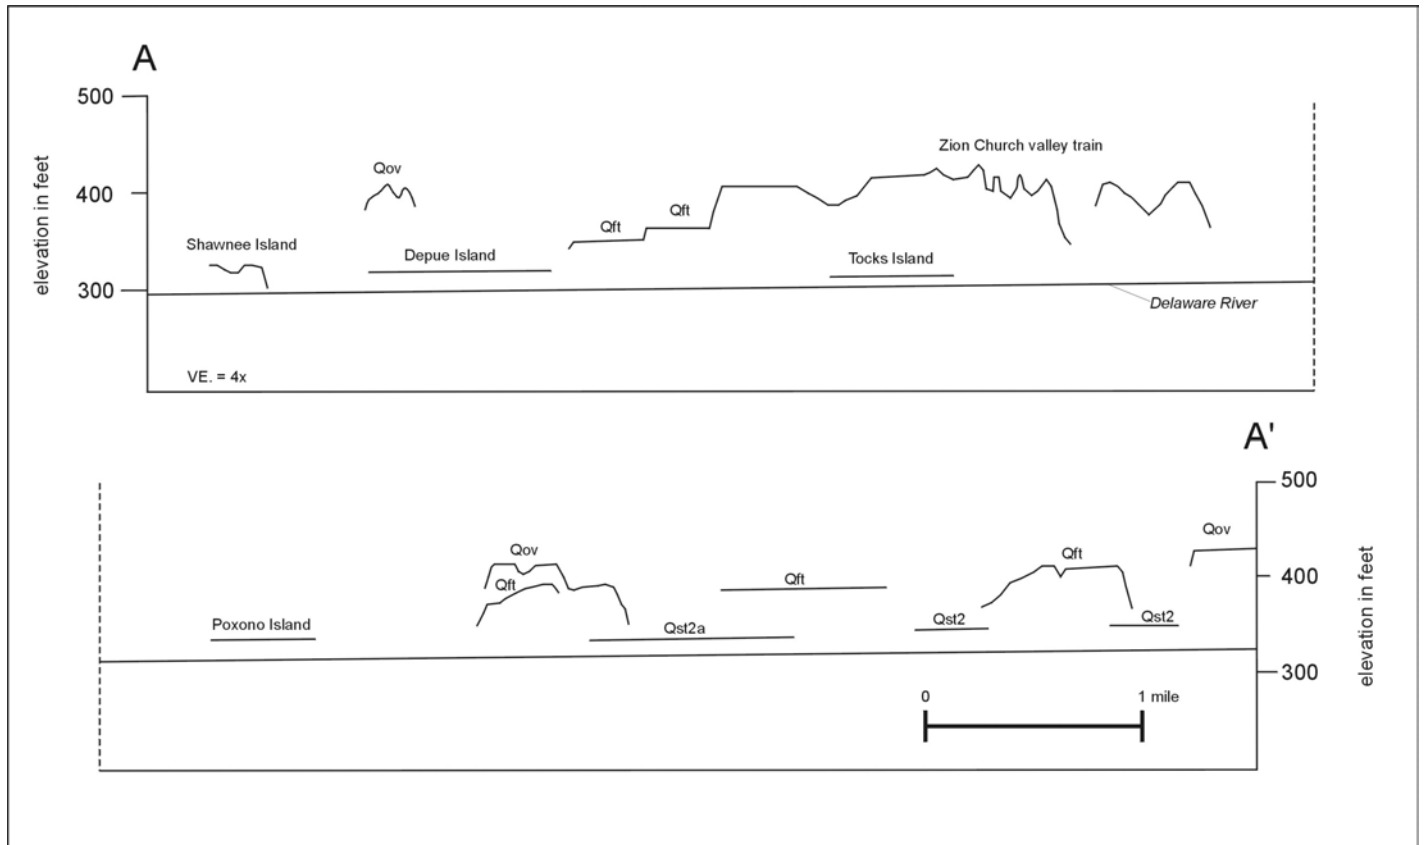 A
500
400
300
elevation in feet
Qov
Zion Church valley train
Qft
Qft
Shawnee Island
Depue Island
Tocks Island
Delaware River
VE. = 4x
A'
500
400
300
elevation in feet
Qov
Qov
Qft
Qft
Qft
Poxono Island
Qst2a
Qst2
Qst2
0
1 mile